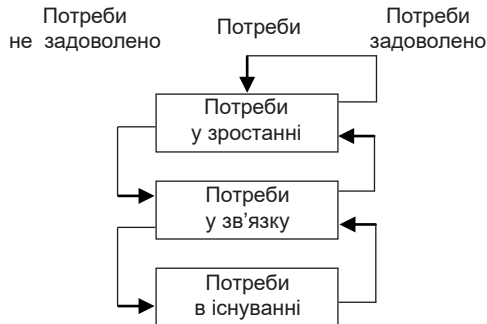 Потреби
не задоволено
Потреби
Потреби
задоволено
Потреби
у зростанні
Потреби
у зв'язку
Потреби
в існуванні